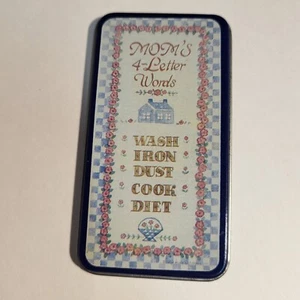 MOM'S
4-Letter
Words
WASH
IRON
DUST
COOK
DIET